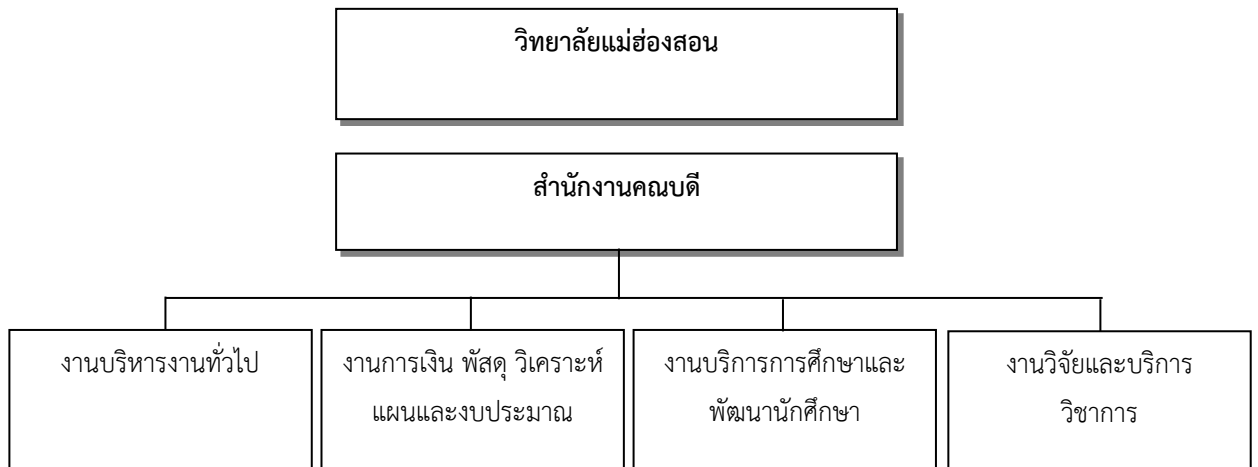 วิทยาลัยแม่ฮ่องสอน
สำนักงานคณบดี
งานบริหารงานทั่วไป
งานการเงิน พัสดุ วิเคราะห์
แผนและงบประมาณ
งานบริการการศึกษาและ
พัฒนานักศึกษา
งานวิจัยและบริการ
วิชาการ